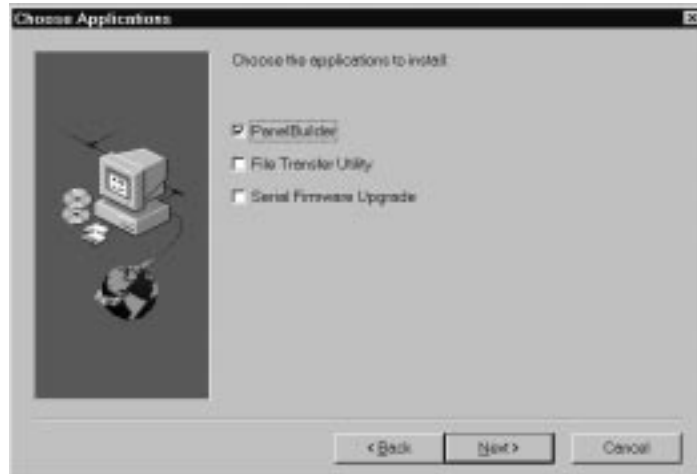 Choose Applications
Choose the applications to install:
PanelBuilder
File Transfer Utility
Serial Firmware Upgrade
< Back
Next >
Cancel